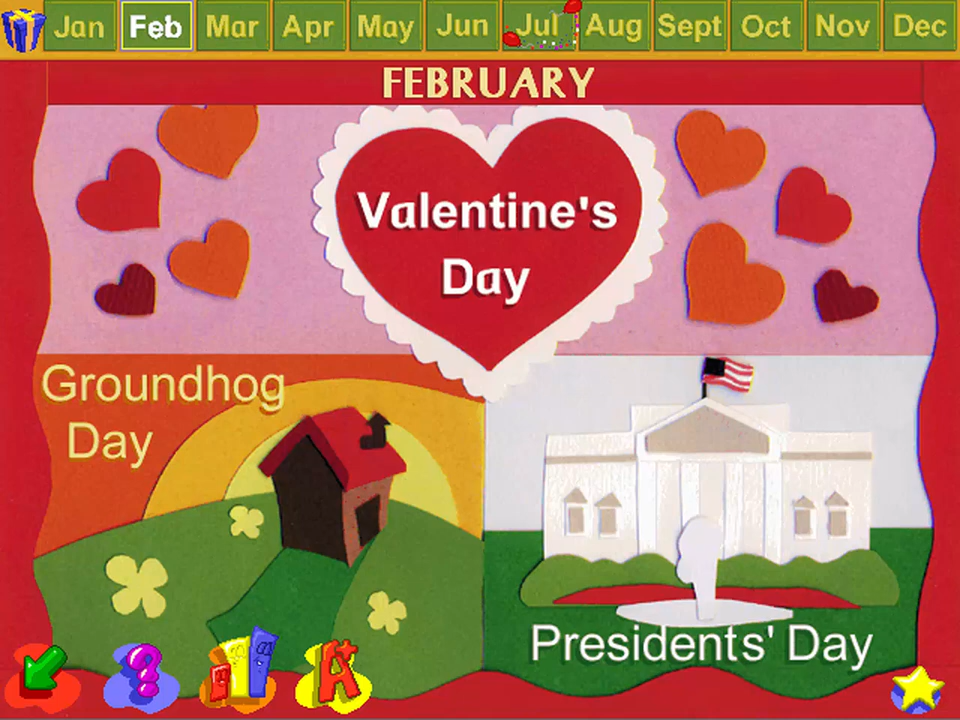 Jan Feb Mar Apr May Jun Jul Aug Sept Oct Nov Dec
FEBRUARY
Valentine's
Day
Groundhog
Day
Presidents' Day
?
A+